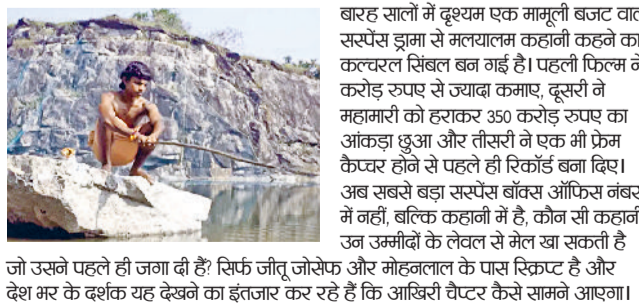 बारह सालों में दृश्यम एक मामूली बजट
सस्पेंस ड्रामा से मलयालम कहानी कहने का
कल्चरल सिंबल बन गई है। पहली फिल्म ने
करोड़ रुपए से ज्यादा कमाए, दूसरी ने
महामारी को हराकर 350 करोड़ रुपए का
आंकड़ा छुआ और तीसरी ने एक भी फ्रेम
कैप्चर होने से पहले ही रिकॉर्ड बना दिए।
अब सबसे बड़ा सस्पेंस बॉक्स ऑफिस
में नहीं, बल्कि कहानी में है, कौन सी कहानी
उन उम्मीदों के लेवल से मेल खा सकती है
जो उसने पहले ही जगा दी हैं? सिर्फ जीतू जोसेफ और मोहनलाल के पास स्क्रिप्ट है और
देश भर के दर्शक यह देखने का इंतजार कर रहे हैं कि आखिरी चैप्टर कैसे सामने आएगा।